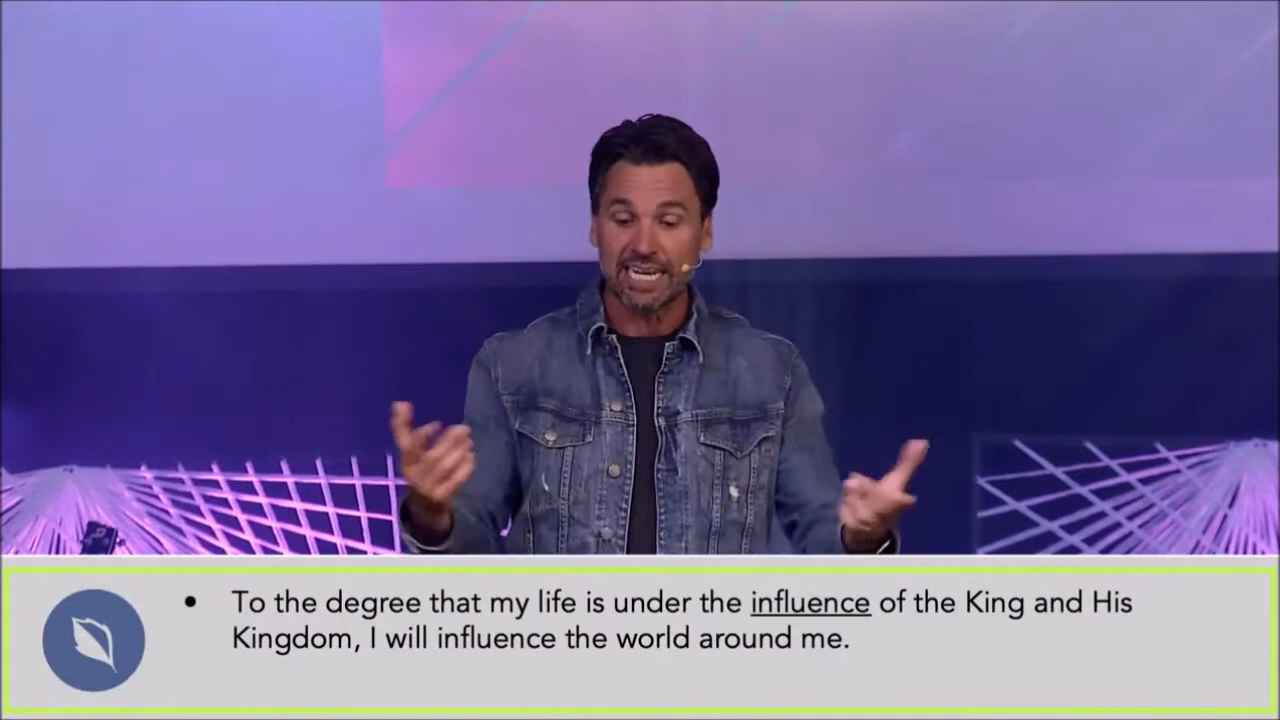 • To the degree that my life is under the influence of the King and His
Kingdom, I will influence the world around me.